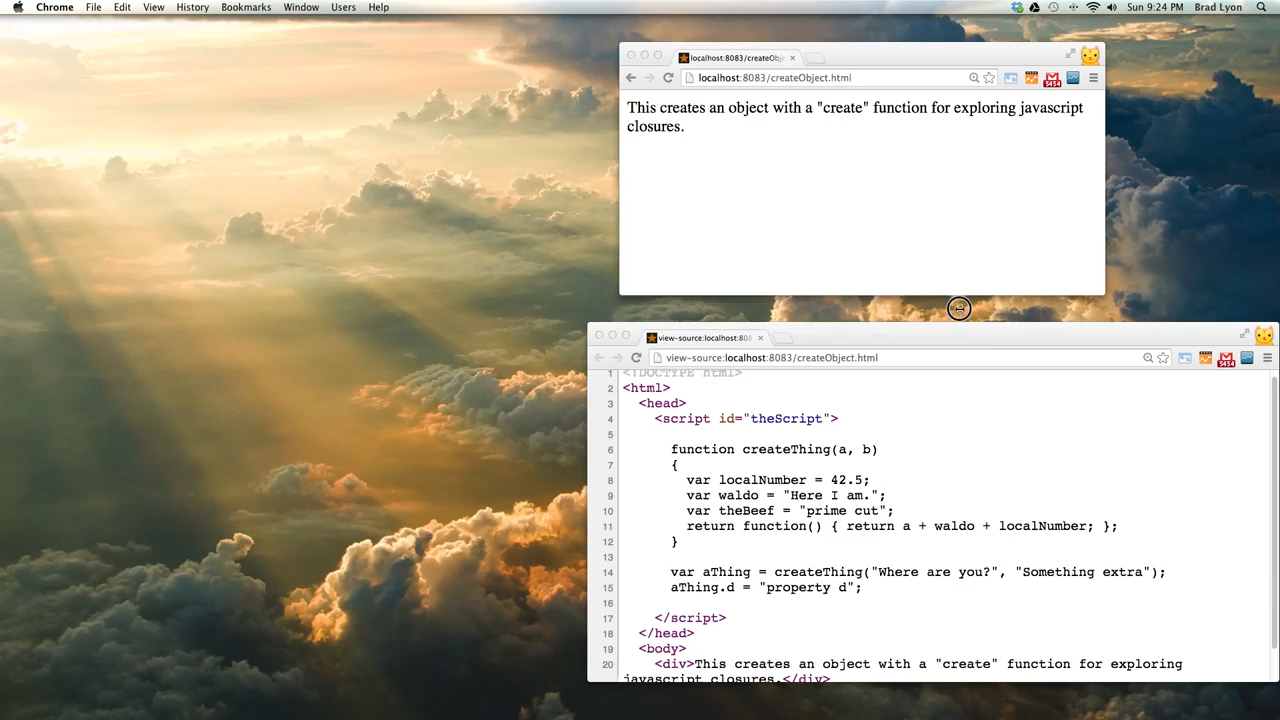 Chrome File Edit View History Bookmarks Window Users Help Sun 9:24 PM Brad Lyon
localhost:8083/createObje
localhost:8083/createObject.html 5454
This creates an object with a "create" function for exploring javascript
closures.
view-source:localhost:808
view-source:localhost:8083/createObject.html 5454
1 <!DOCTYPE html>
2 <html>
3 <head>
4 <script id="theScript">
5
6 function createThing(a, b)
7 {
8 var localNumber = 42.5;
9 var waldo = "Here I am.";
10 var theBeef = "prime cut";
11 return function() { return a + waldo + localNumber; };
12 }
13
14 var aThing = createThing("Where are you?", "Something extra");
15 aThing.d = "property d";
16
17 </script>
18 </head>
19 <body>
20 <div>This creates an object with a "create" function for exploring
javascript closures.</div>